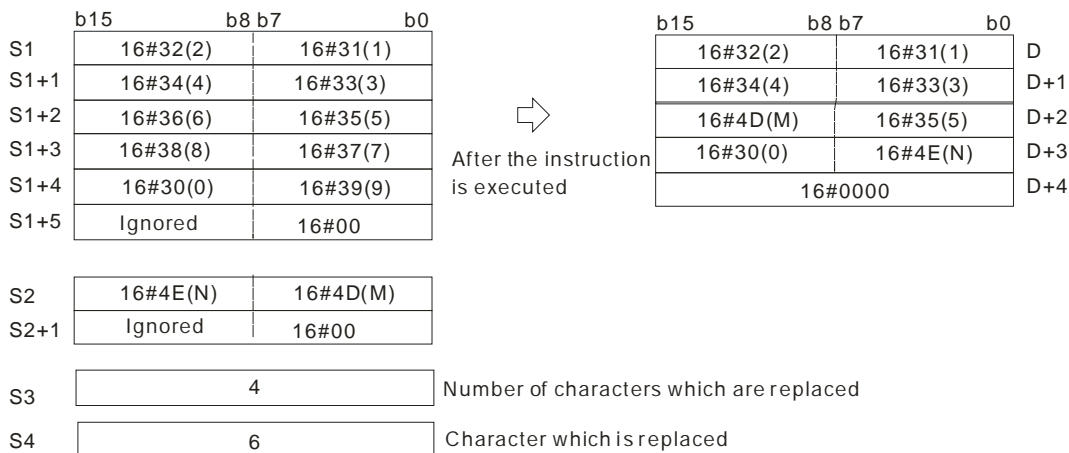 b15 b8 b7 b0
S1 16#32(2) 16#31(1)
S1+1 16#34(4) 16#33(3)
S1+2 16#36(6) 16#35(5)
S1+3 16#38(8) 16#37(7)
S1+4 16#30(0) 16#39(9)
S1+5 Ignored 16#00
S2 16#4E(N) 16#4D(M)
S2+1 Ignored 16#00
S3 4 Number of characters which are replaced
S4 6 Character which is replaced
After the instruction
is executed
b15 b8 b7 b0
16#32(2) 16#31(1) D
16#34(4) 16#33(3) D+1
16#4D(M) 16#35(5) D+2
16#30(0) 16#4E(N) D+3
16#0000 D+4